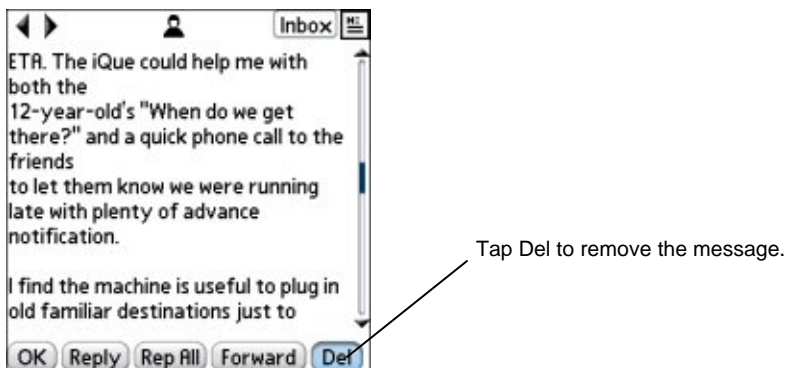 Inbox
ETA. The iQue could help me with
both the
12-year-old's "When do we get
there?" and a quick phone call to the
friends
to let them know we were running
late with plenty of advance
notification.
I find the machine is useful to plug in
old familiar destinations just to
OK Reply Rep All Forward Del
Tap Del to remove the message.